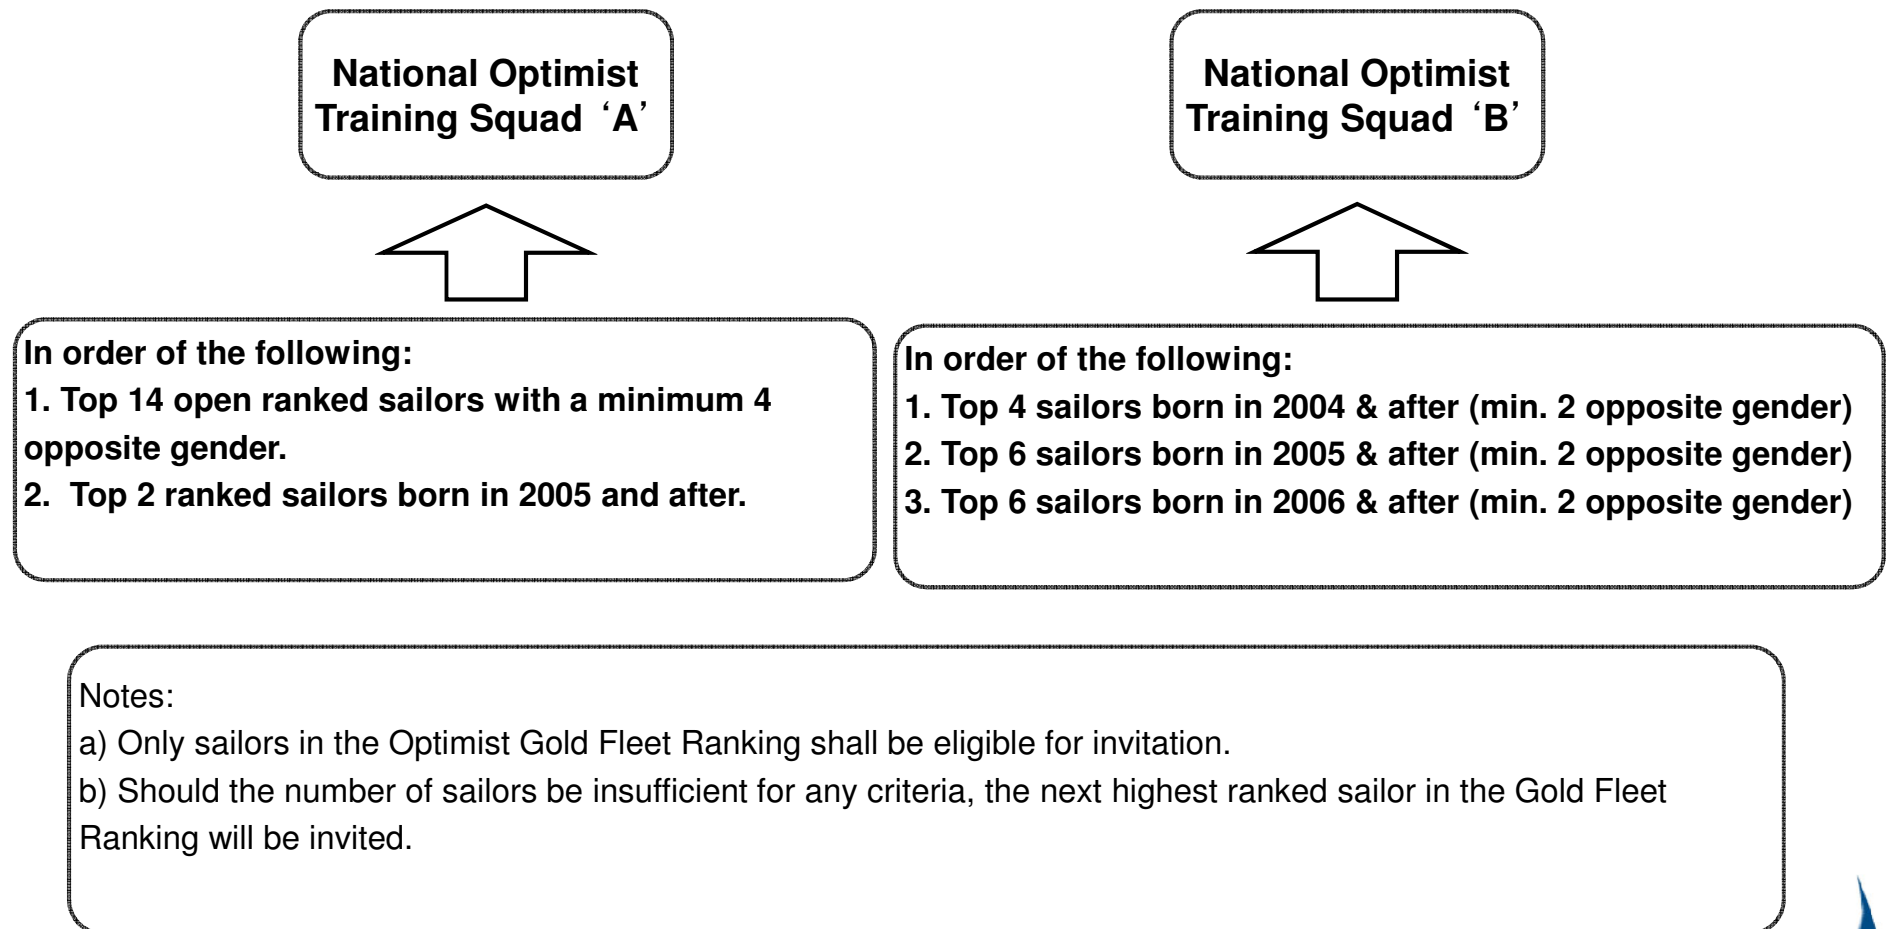 National Optimist
Training Squad ‘A’
National Optimist
Training Squad ‘B’
In order of the following:
1. Top 14 open ranked sailors with a minimum 4
opposite gender.
2.  Top 2 ranked sailors born in 2005 and after.
In order of the following:
1. Top 4 sailors born in 2004 & after (min. 2 opposite gender)
2. Top 6 sailors born in 2005 & after (min. 2 opposite gender)
3. Top 6 sailors born in 2006 & after (min. 2 opposite gender)
Notes:
a) Only sailors in the Optimist Gold Fleet Ranking shall be eligible for invitation.
b) Should the number of sailors be insufficient for any criteria, the next highest ranked sailor in the Gold Fleet
Ranking will be invited.